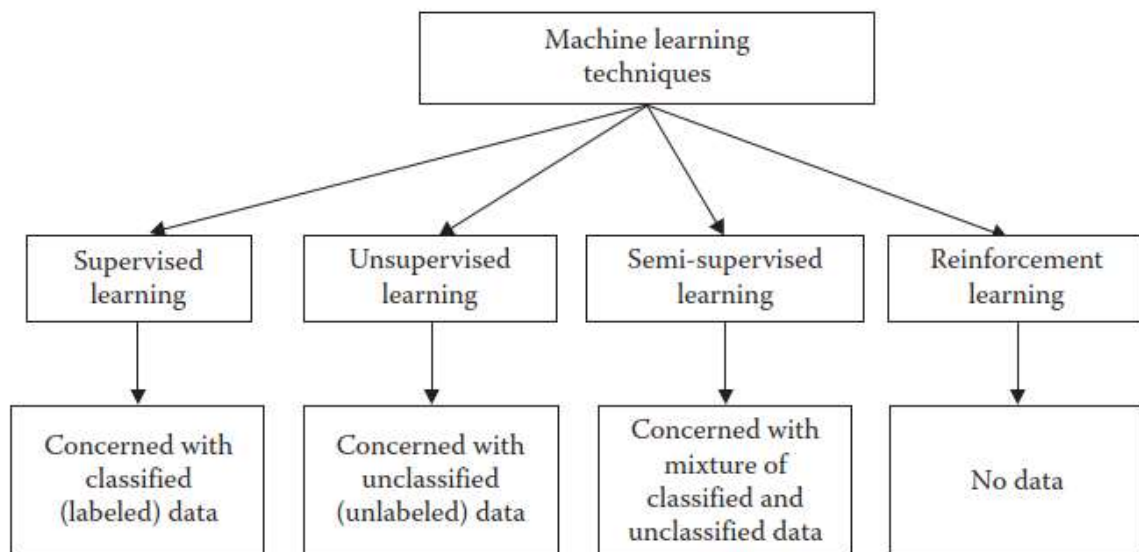 Machine learning
techniques
Supervised
learning
Unsupervised
learning
Semi-supervised
learning
Reinforcement
learning
Concerned with
classified
(labeled) data
Concerned with
unclassified
(unlabeled) data
Concerned with
mixture of
classified and
unclassified data
No data